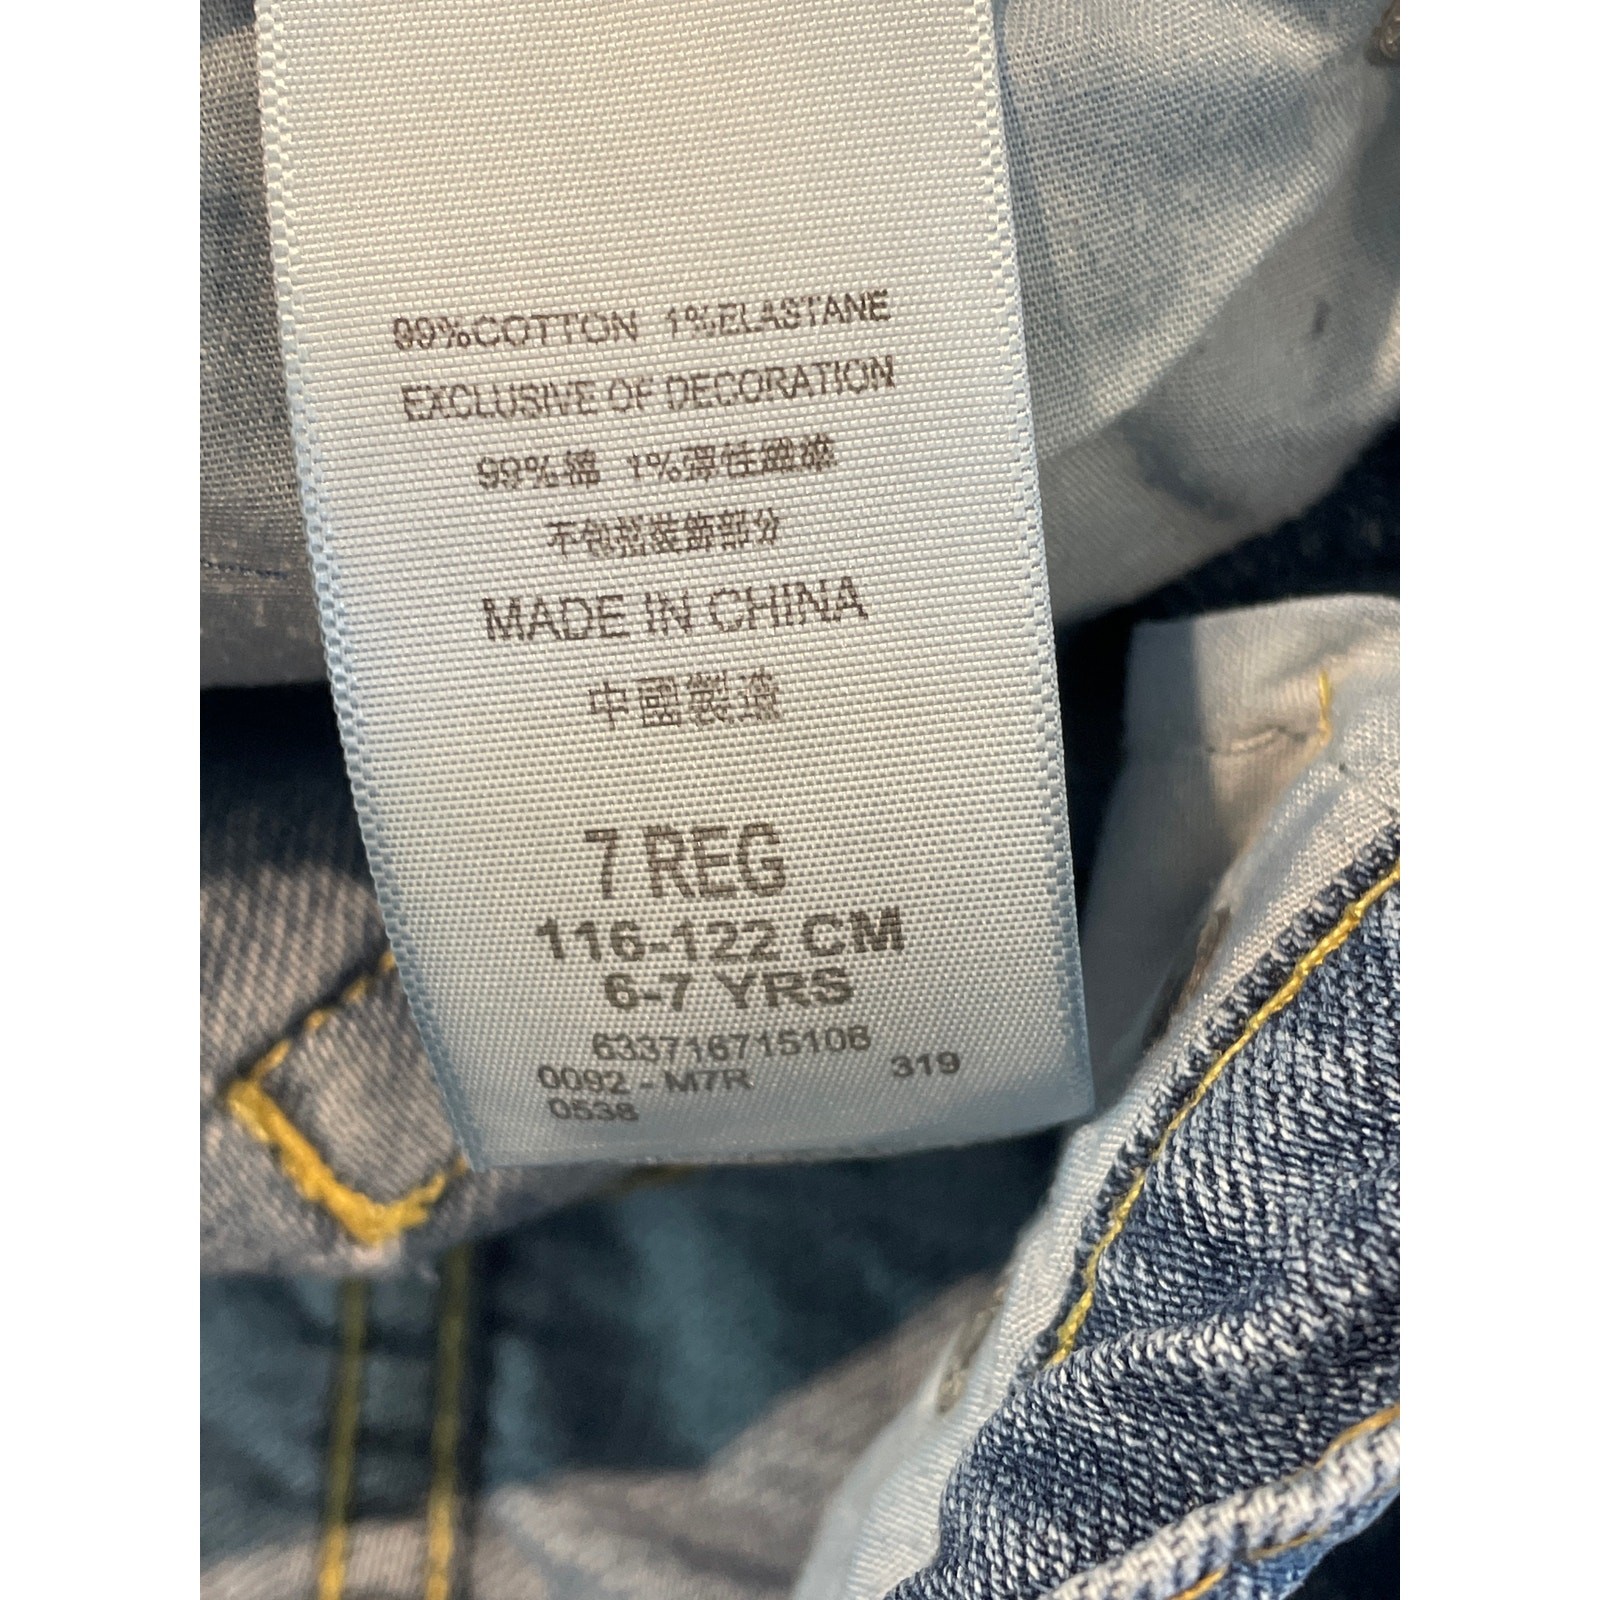 99%COTTON 1%ELASTANE
EXCLUSIVE OF DECORATION
99%棉 1%彈性纖維
不包括裝飾部分
MADE IN CHINA
中國製造
7 REG
116-122 CM
6-7 YRS
633716715106
0092 - M7R 319
0538